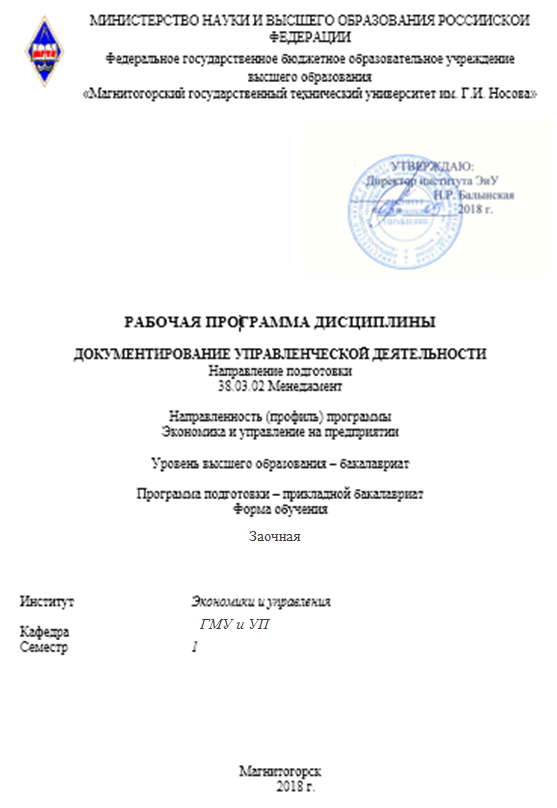 МИНИСТЕРСТВО НАУКИ И ВЫСШЕГО ОБРАЗОВАНИЯ РОССИЙСКОЙ
ФЕДЕРАЦИИ
Федеральное государственное бюджетное образовательное учреждение
высшего образования
«Магнитогорский государственный технический университет им. Г.И. Носова»
УТВЕРЖДАЮ:
Директор института ЭиУ
Н.Р. Балынская
2018 г.
РАБОЧАЯ ПРОГРАММА ДИСЦИПЛИНЫ
ДОКУМЕНТИРОВАНИЕ УПРАВЛЕНЧЕСКОЙ ДЕЯТЕЛЬНОСТИ
Направление подготовки
38.03.02 Менеджмент
Направленность (профиль) программы
Экономика и управление на предприятии
Уровень высшего образования – бакалавриат
Программа подготовки – прикладной бакалавриат
Форма обучения
Заочная
Институт Экономики и управления
Кафедра ГМУ и УП
Семестр 1
Магнитогорск
2018 г.